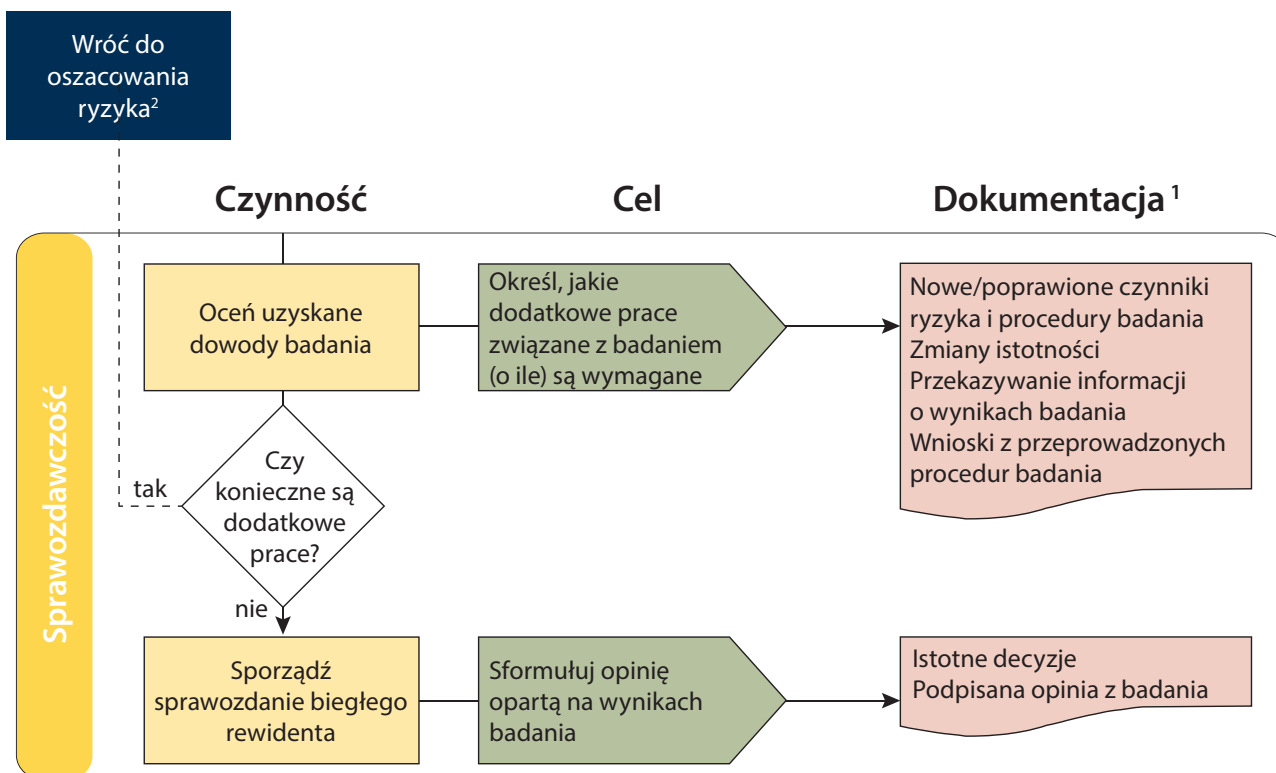 Wróć do
oszacowania
ryzyka²
Czynność
Cel
Dokumentacja ¹
Sprawozdawczość
Oceń uzyskane
dowody badania
Określ, jakie
dodatkowe prace
związane z badaniem
(o ile) są wymagane
Nowe/poprawione czynniki
ryzyka i procedury badania
Zmiany istotności
Przekazywanie informacji
o wynikach badania
Wnioski z przeprowadzonych
procedur badania
Czy
konieczne są
dodatkowe
prace?
tak
nie
Sporządź
sprawozdanie biegłego
rewidenta
Sformułuj opinię
opartą na wynikach
badania
Istotne decyzje
Podpisana opinia z badania